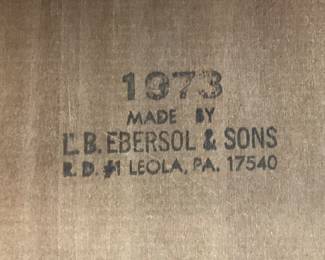 1973
MADE BY
L.B. EBERSOL & SONS
R.D. #1 LEOLA, PA. 17540